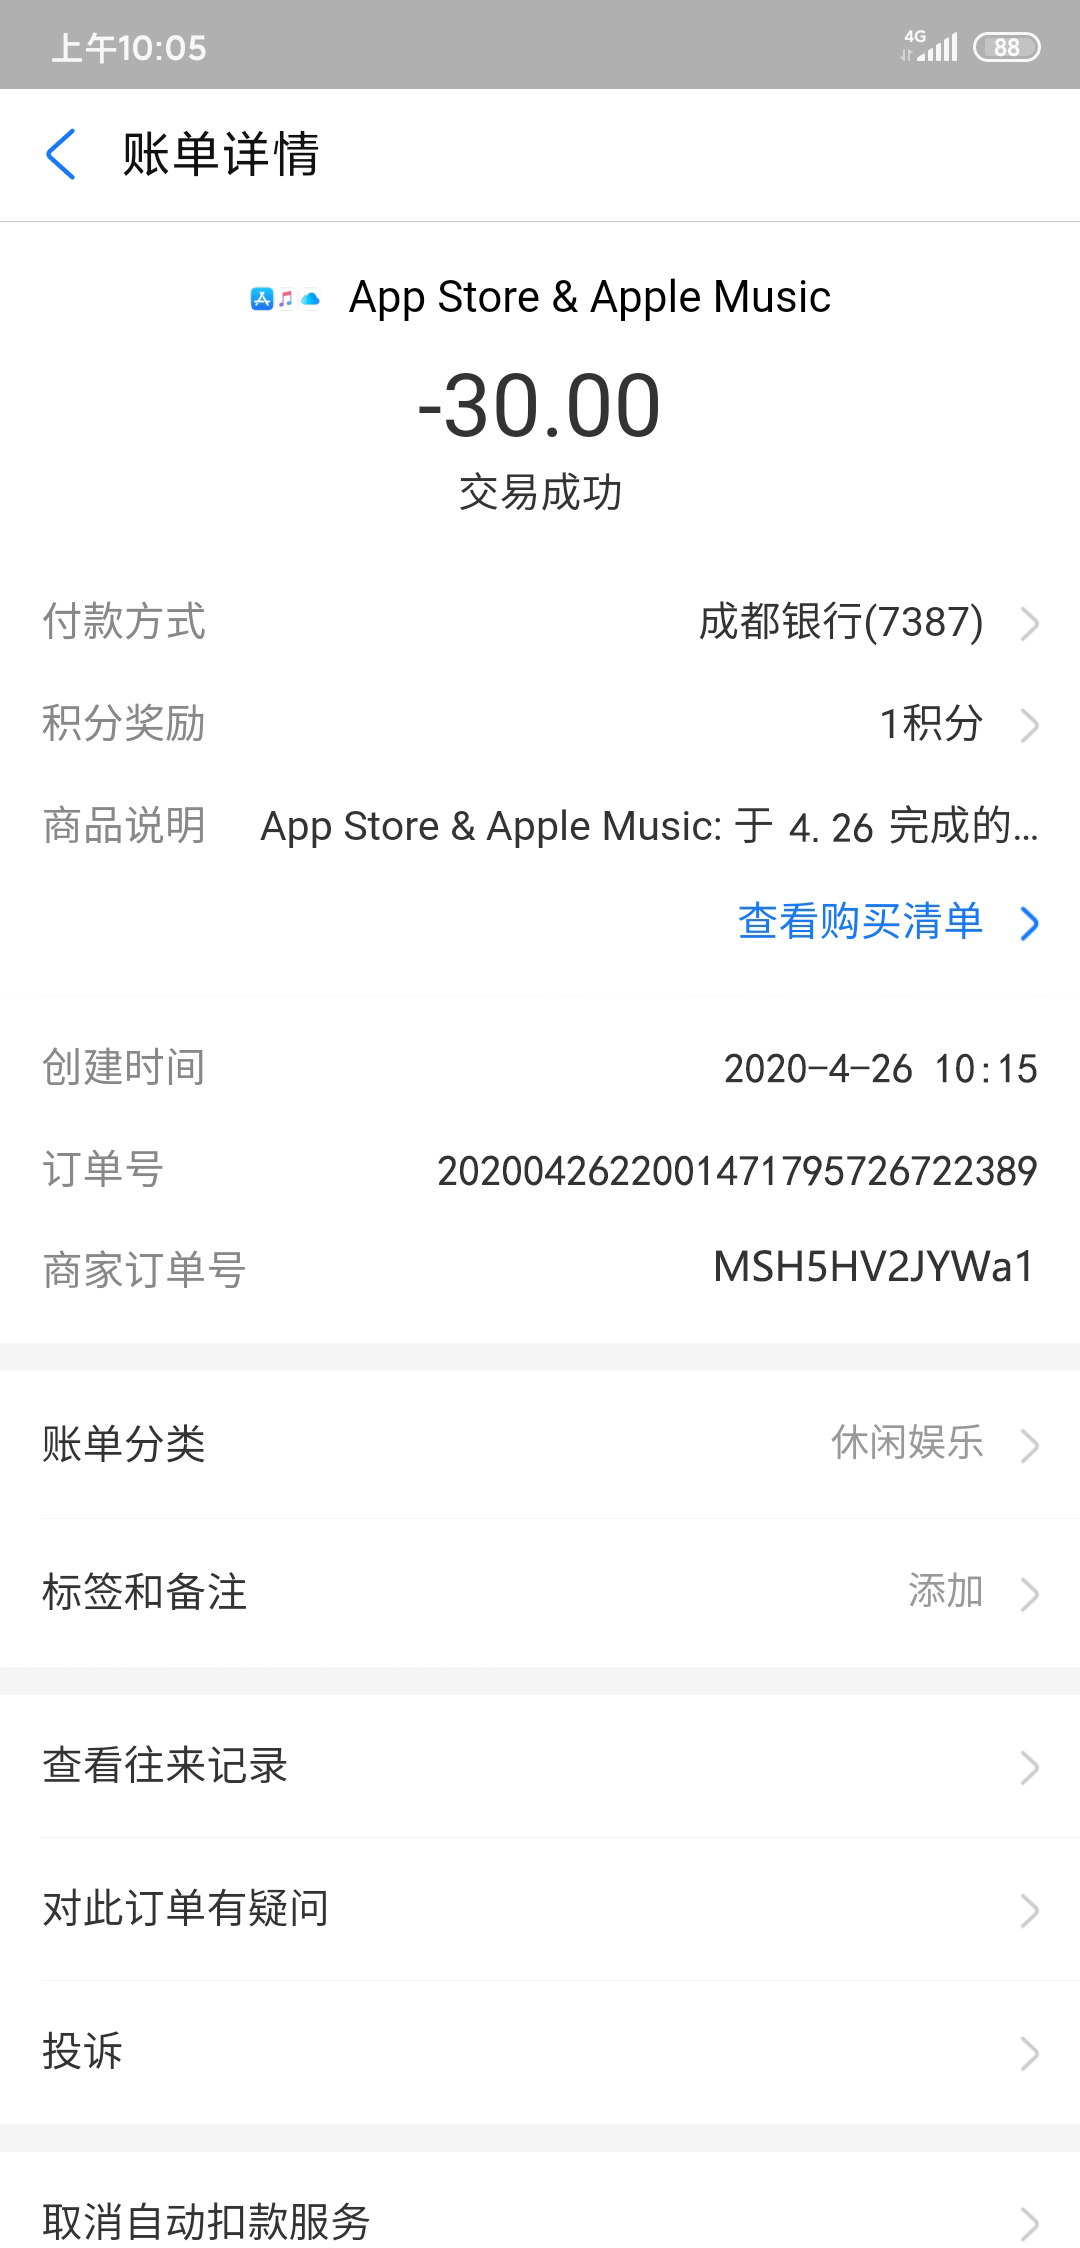 上午10:05
4G
88
账单详情
App Store & Apple Music
-30.00
交易成功
付款方式 成都银行(7387)
积分奖励 1积分
商品说明 App Store & Apple Music: 于 4. 26 完成的...
查看购买清单
创建时间 2020-4-26 10:15
订单号 2020042622001471795726722389
商家订单号 MSH5HV2JYWa1
账单分类 休闲娱乐
标签和备注 添加
查看往来记录
对此订单有疑问
投诉
取消自动扣款服务